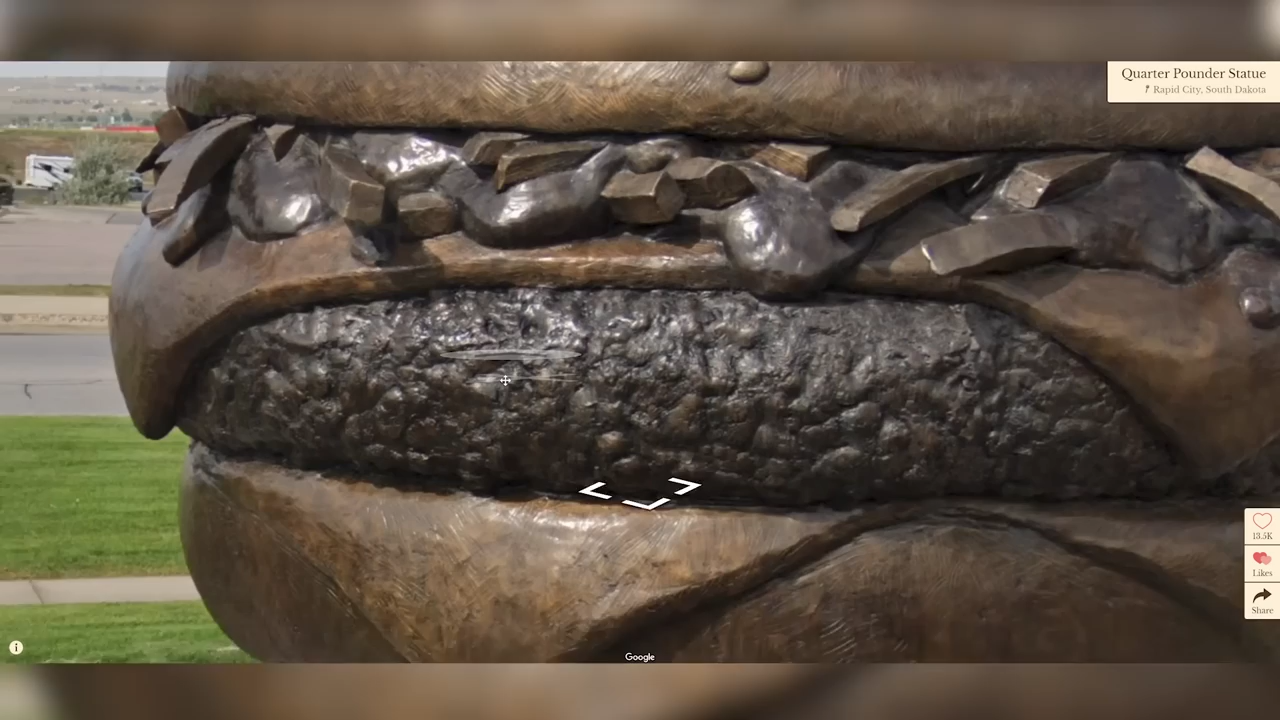 Quarter Pounder Statue
Rapid City, South Dakota
13.5K
Likes
Share
Google